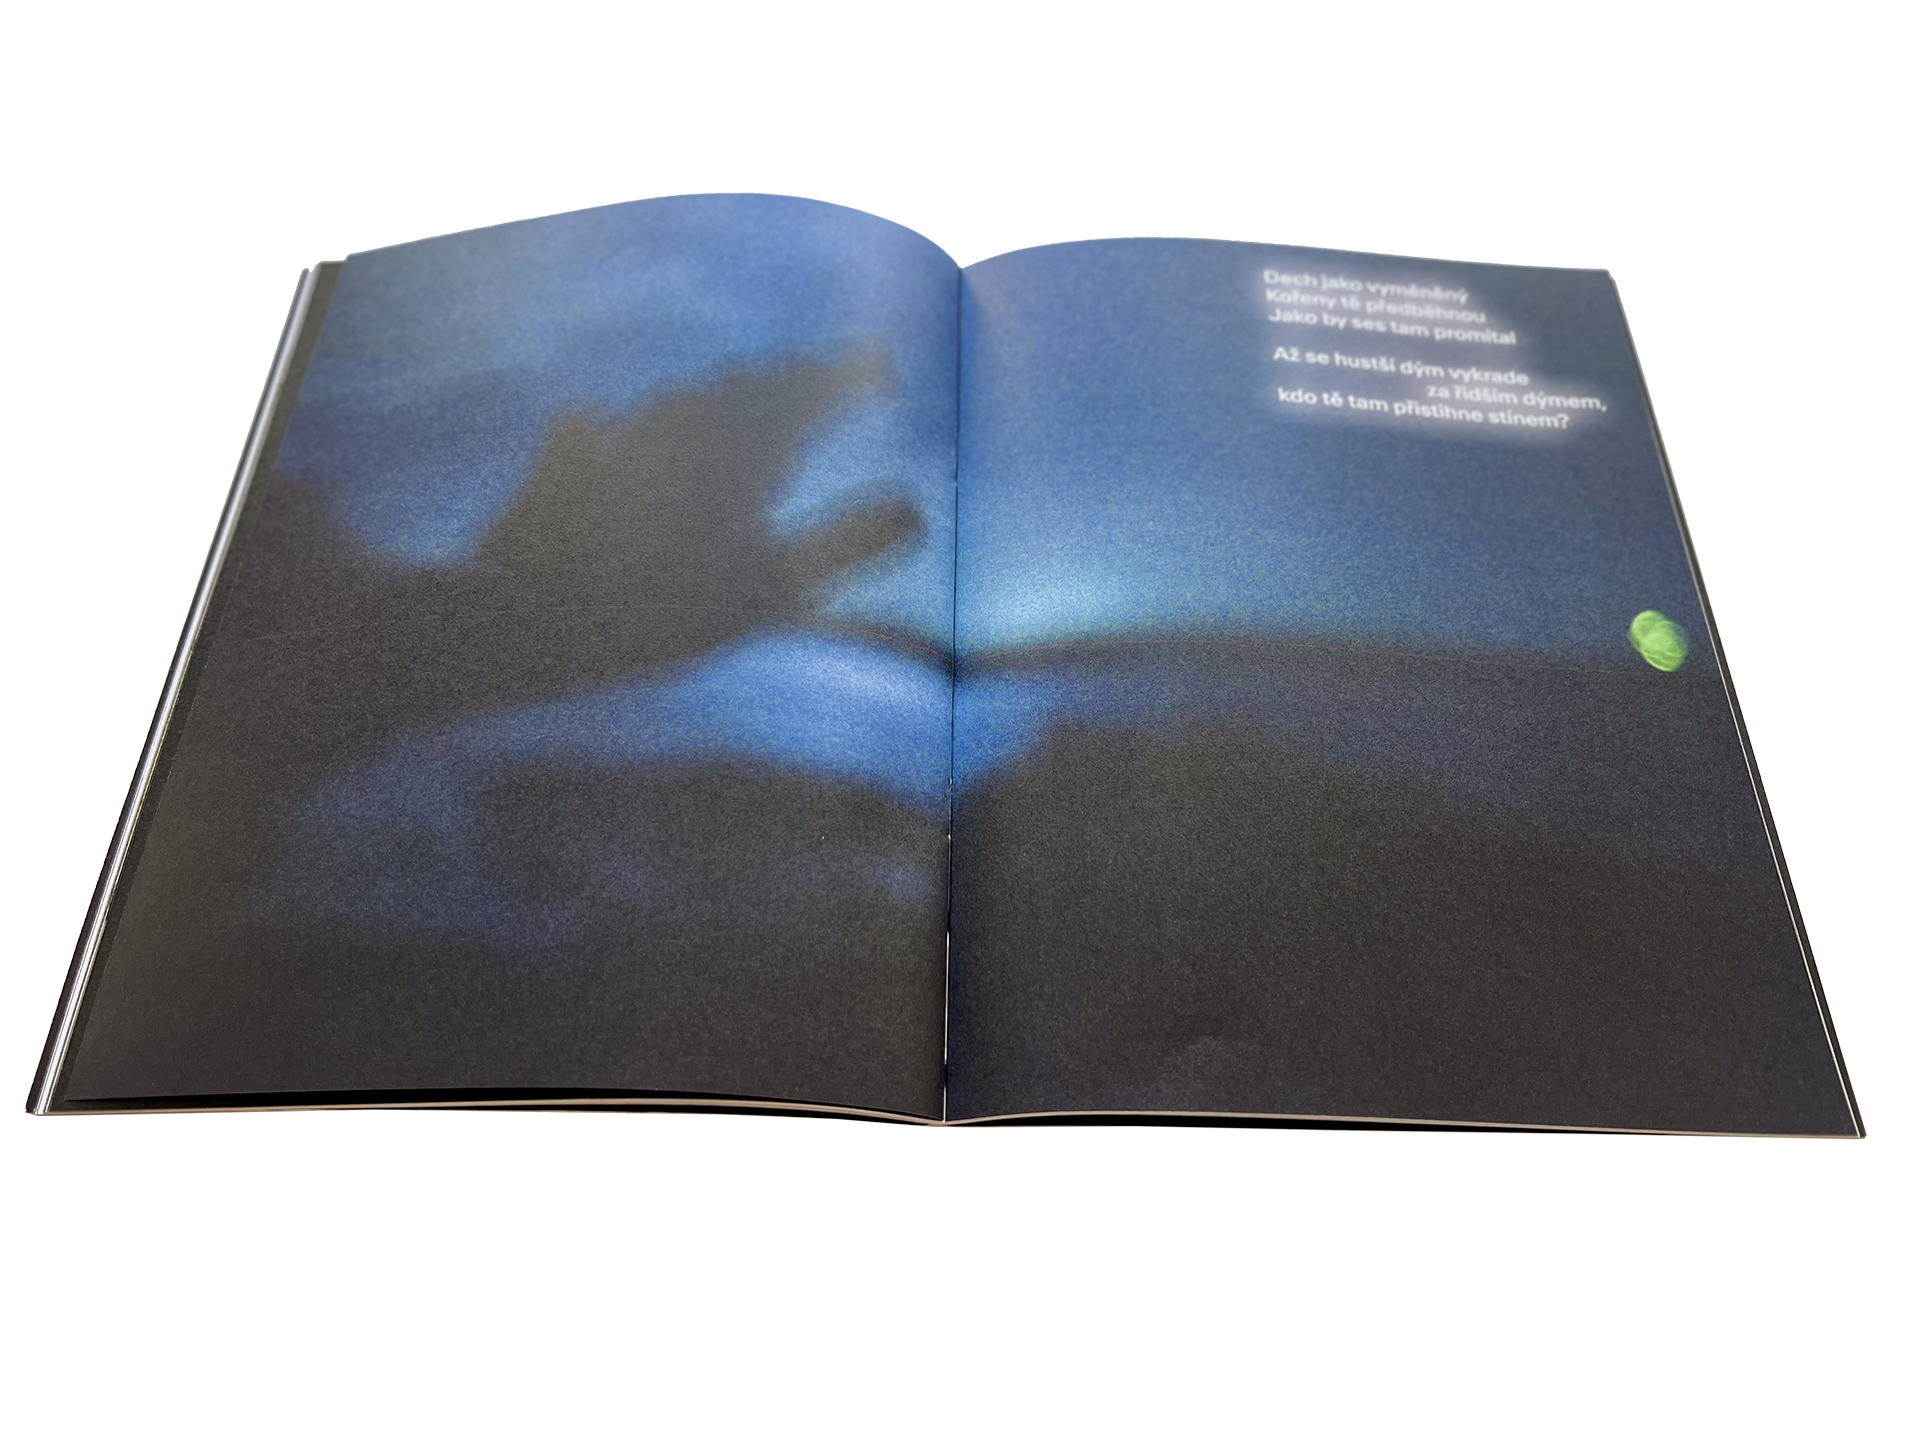 Dech jako vyměněný
Kořeny tě předběhnou
Jako by ses tam promítal
Až se hustší dým vykrade
za řidším dýmem,
kdo tě tam přistihne stínem?